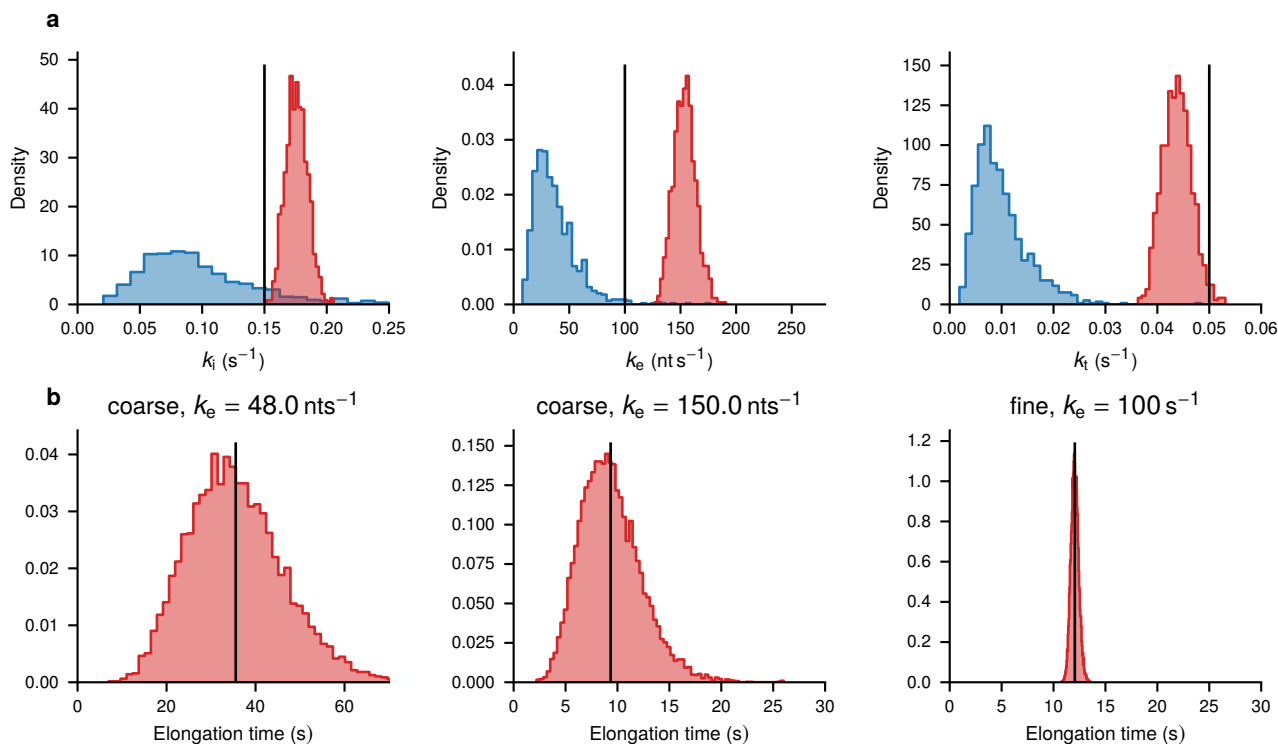 a
50
40
30
20
10
0
Density
0.00 0.05 0.10 0.15 0.20 0.25
k_i (s⁻¹)
0.04
0.03
0.02
0.01
0.00
Density
0 50 100 150 200 250
k_e (nt s⁻¹)
150
125
100
75
50
25
0
Density
0.00 0.01 0.02 0.03 0.04 0.05 0.06
k_t (s⁻¹)
b
coarse, k_e = 48.0 nts⁻¹
0.04
0.03
0.02
0.01
0.00
0 20 40 60
Elongation time (s)
coarse, k_e = 150.0 nts⁻¹
0.150
0.125
0.100
0.075
0.050
0.025
0.000
0 5 10 15 20 25 30
Elongation time (s)
fine, k_e = 100 s⁻¹
1.2
1.0
0.8
0.6
0.4
0.2
0.0
0 5 10 15 20 25 30
Elongation time (s)